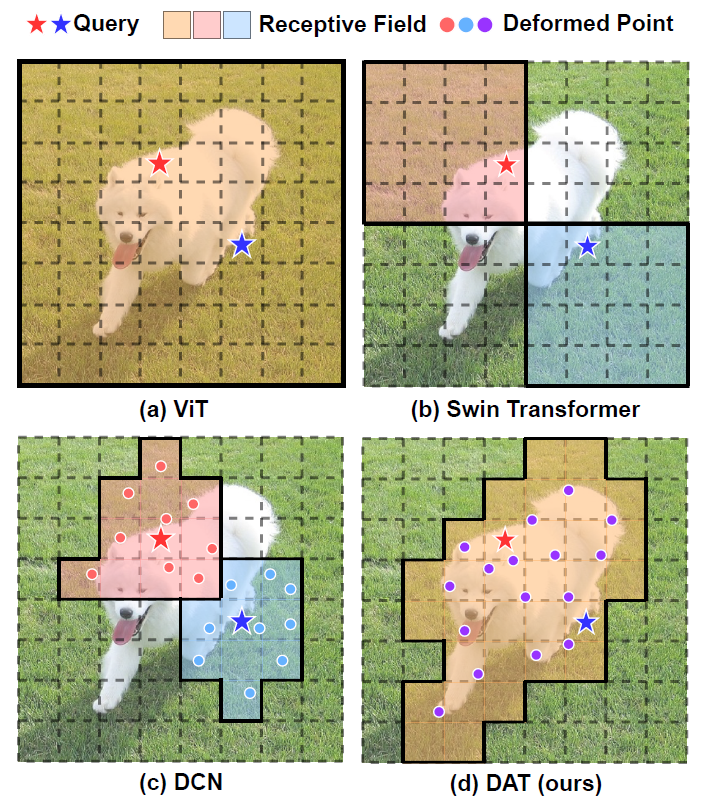 Query Receptive Field Deformed Point
(a) ViT
(b) Swin Transformer
(c) DCN
(d) DAT (ours)